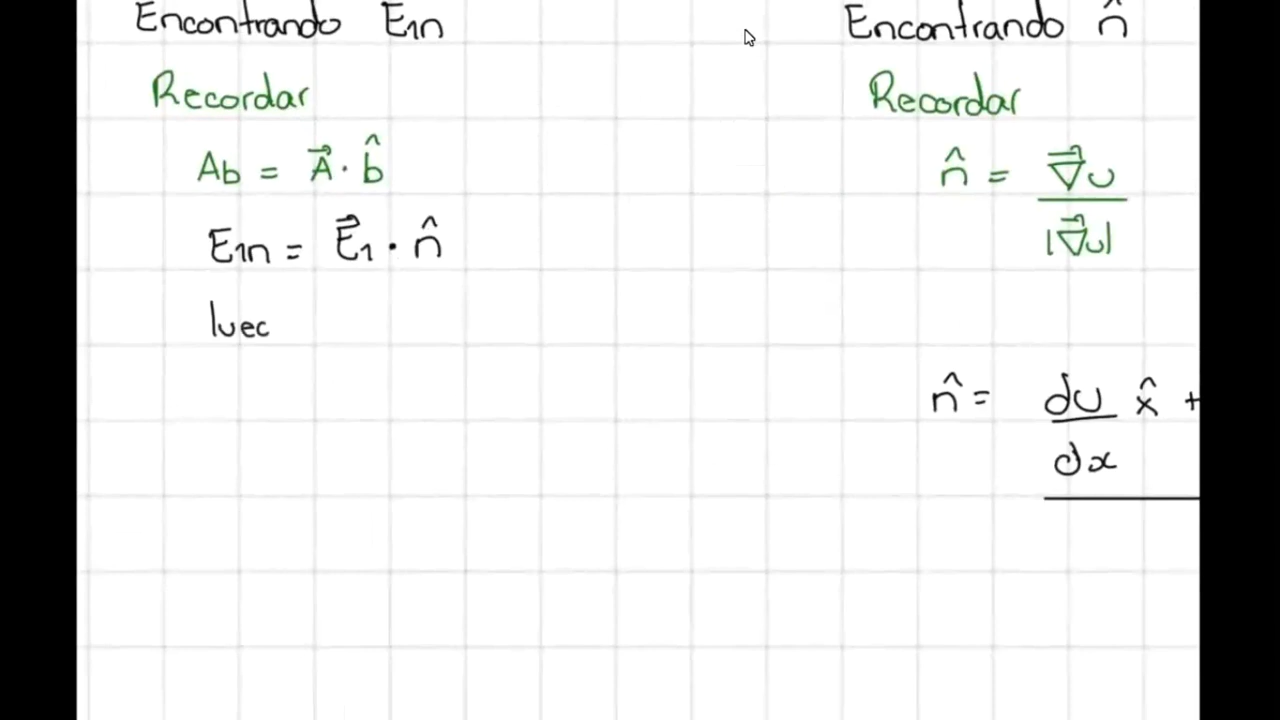 Encontrando E1n
Recordar
Ab = A⃗ · b̂
E1n = E⃗1 · n̂
luec
Encontrando n̂
Recordar
n̂ = ∇⃗u
|∇⃗u|
n̂ = du x̂ +
dx